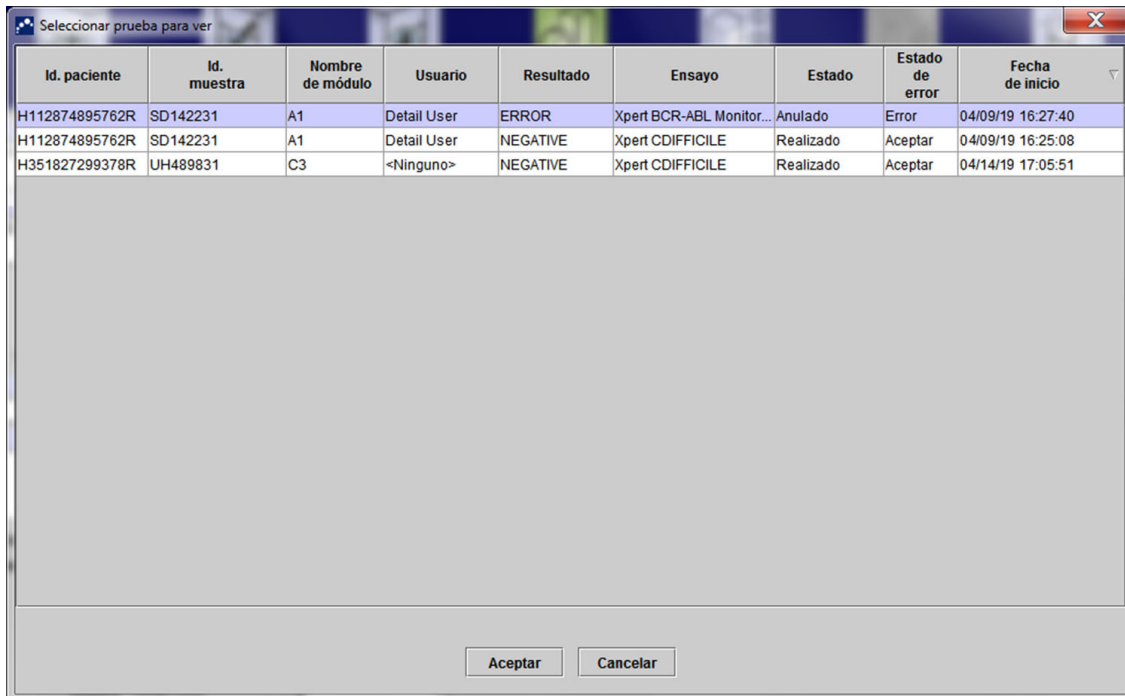 Seleccionar prueba para ver
Id. paciente Id. muestra Nombre de módulo Usuario Resultado Ensayo Estado Estado de error Fecha de inicio
H112874895762R SD142231 A1 Detail User ERROR Xpert BCR-ABL Monitor... Anulado Error 04/09/19 16:27:40
H112874895762R SD142231 A1 Detail User NEGATIVE Xpert CDIFFICILE Realizado Aceptar 04/09/19 16:25:08
H351827299378R UH489831 C3 <Ninguno> NEGATIVE Xpert CDIFFICILE Realizado Aceptar 04/14/19 17:05:51
Aceptar Cancelar